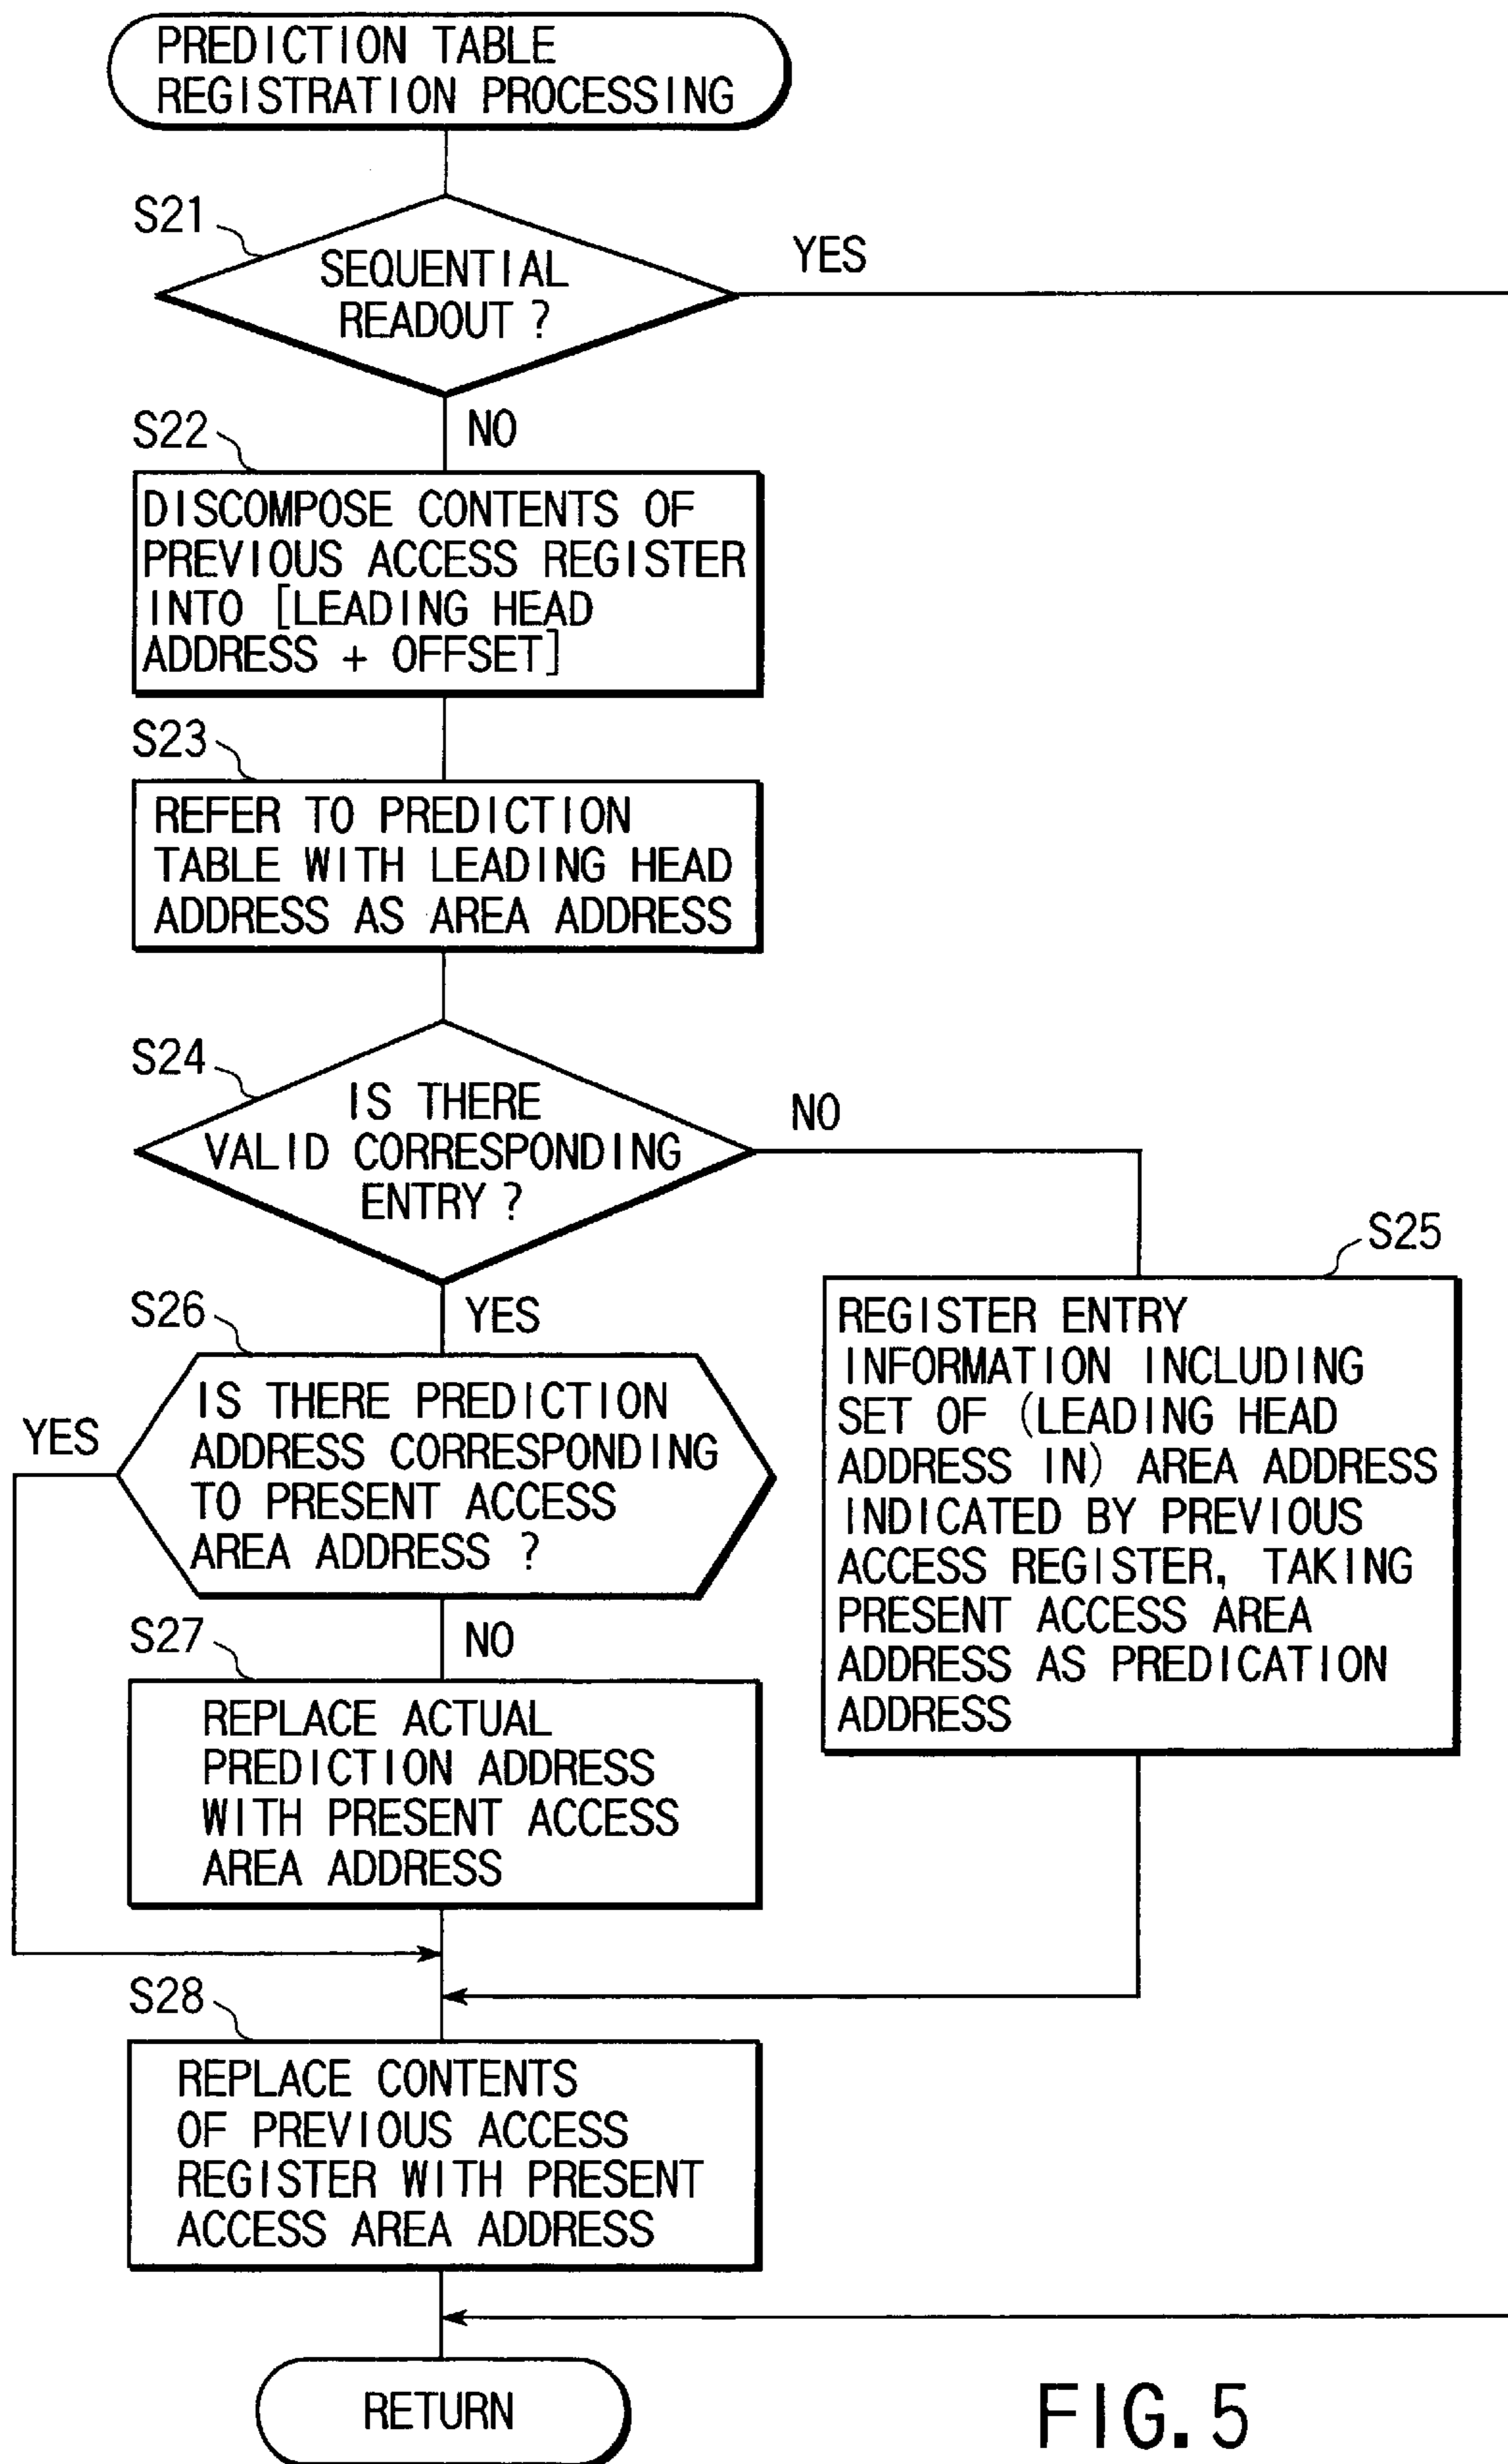 PREDICTION TABLE
REGISTRATION PROCESSING
S21
SEQUENTIAL
READOUT ?
YES
NO
S22
DISCOMPOSE CONTENTS OF
PREVIOUS ACCESS REGISTER
INTO [LEADING HEAD
ADDRESS + OFFSET]
S23
REFER TO PREDICTION
TABLE WITH LEADING HEAD
ADDRESS AS AREA ADDRESS
S24
IS THERE
VALID CORRESPONDING
ENTRY ?
NO
YES
S25
REGISTER ENTRY
INFORMATION INCLUDING
SET OF (LEADING HEAD
ADDRESS IN) AREA ADDRESS
INDICATED BY PREVIOUS
ACCESS REGISTER, TAKING
PRESENT ACCESS AREA
ADDRESS AS PREDICATION
ADDRESS
S26
IS THERE PREDICTION
ADDRESS CORRESPONDING
TO PRESENT ACCESS
AREA ADDRESS ?
YES
NO
S27
REPLACE ACTUAL
PREDICTION ADDRESS
WITH PRESENT ACCESS
AREA ADDRESS
S28
REPLACE CONTENTS
OF PREVIOUS ACCESS
REGISTER WITH PRESENT
ACCESS AREA ADDRESS
RETURN
FIG. 5